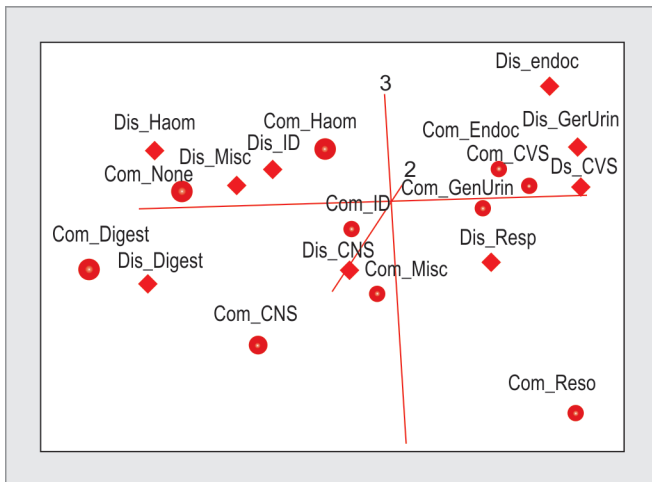 Dis_endoc
3
Dis_Haom
Com_Haom
Dis_GerUrin
Com_Endoc
Dis_ID
Dis_Misc
Com_CVS
Com_None
2
Ds_CVS
Com_GenUrin
Com_ID
Com_Digest
Dis_Resp
Dis_CNS
Dis_Digest
Com_Misc
Com_CNS
Com_Reso